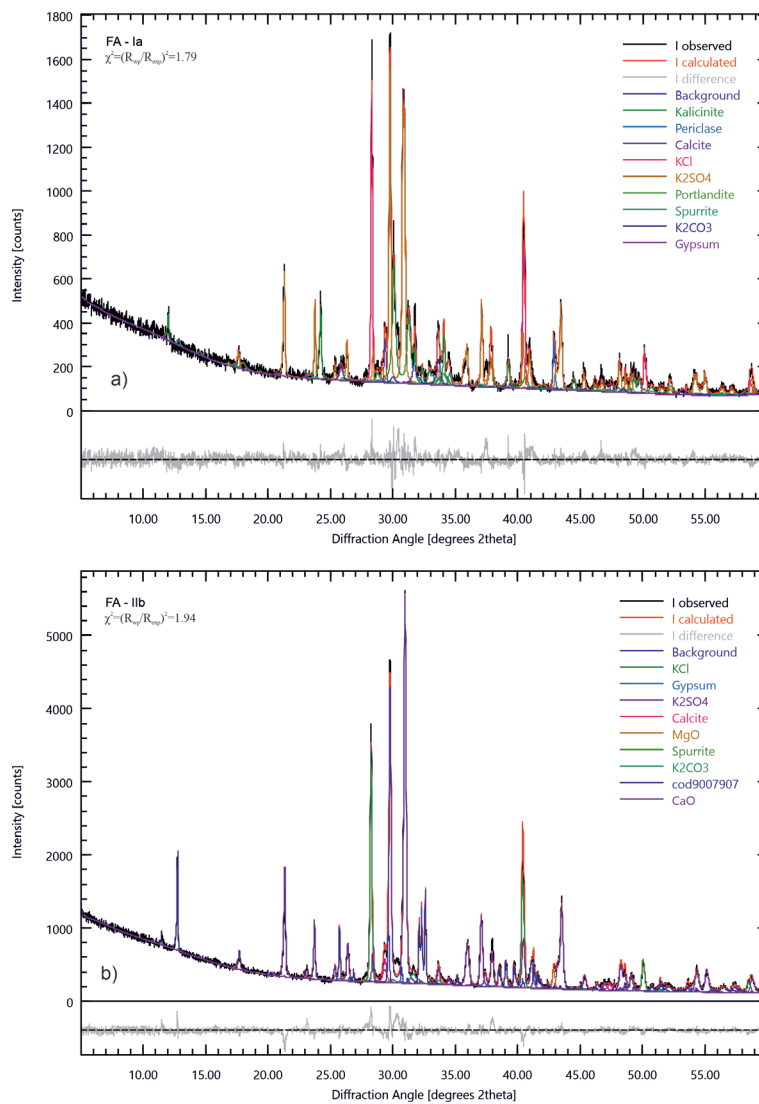 FA - Ia
χ²=(Rwp/Rexp)²=1.79
I observed
I calculated
I difference
Background
Kalicinite
Periclase
Calcite
KCl
K2SO4
Portlandite
Spurrite
K2CO3
Gypsum
1800
1600
1400
1200
1000
800
600
400
200
0
Intensity [counts]
a)
10.00 15.00 20.00 25.00 30.00 35.00 40.00 45.00 50.00 55.00
Diffraction Angle [degrees 2theta]
FA - IIb
χ²=(Rwp/Rexp)²=1.94
I observed
I calculated
I difference
Background
KCl
Gypsum
K2SO4
Calcite
MgO
Spurrite
K2CO3
cod9007907
CaO
5000
4000
3000
2000
1000
0
Intensity [counts]
b)
10.00 15.00 20.00 25.00 30.00 35.00 40.00 45.00 50.00 55.00
Diffraction Angle [degrees 2theta]